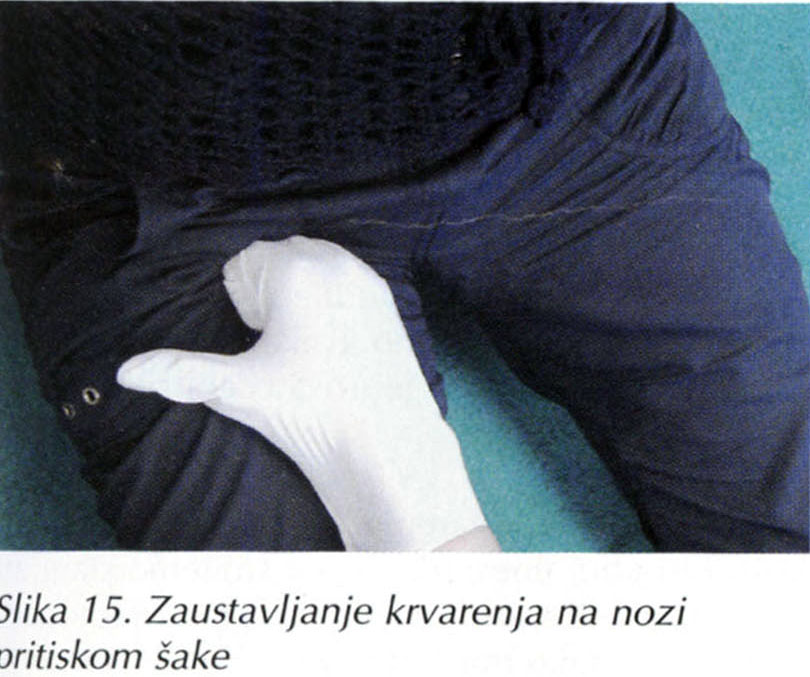 Slika 15. Zaustavljanje krvarenja na nozi
pritiskom šake